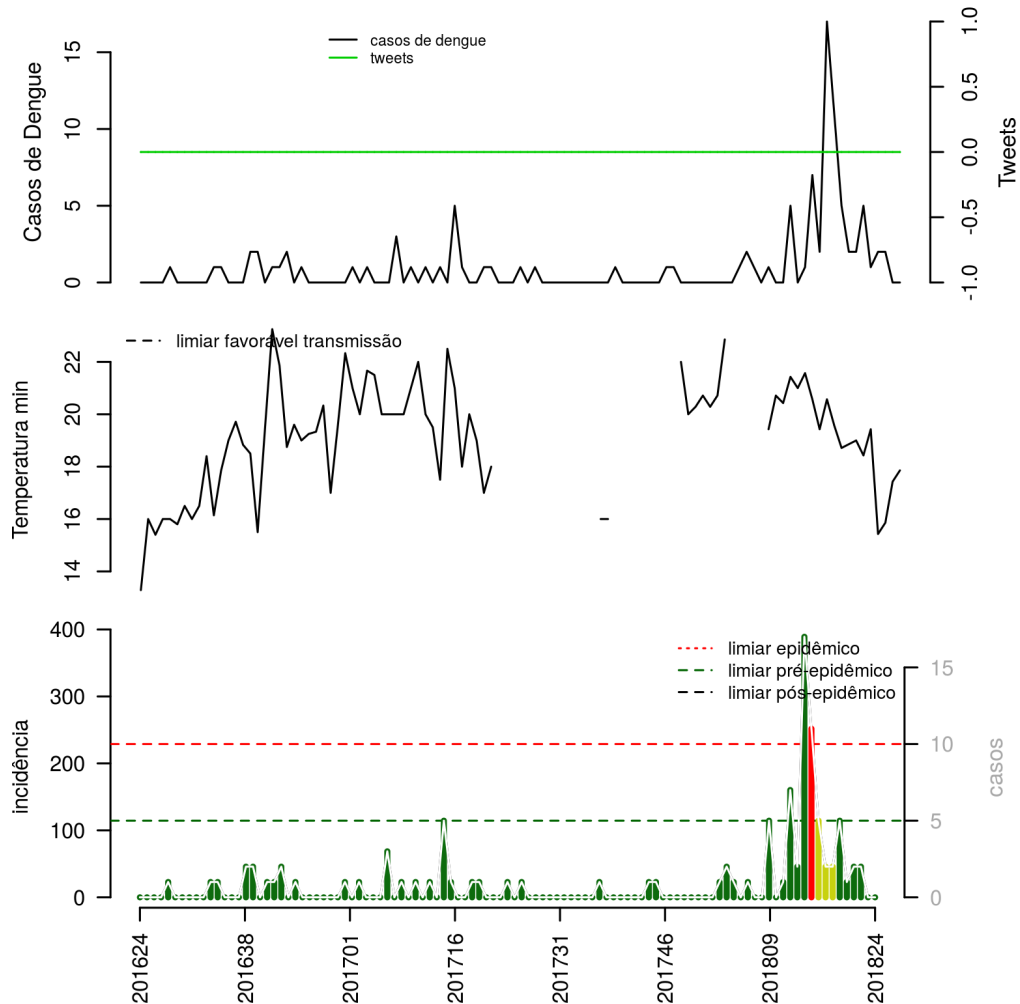 casos de dengue
tweets
Casos de Dengue
0
5
10
15
Tweets
-1.0
-0.5
0.0
0.5
1.0
limiar favorável transmissão
Temperatura min
14
16
18
20
22
limiar epidêmico
limiar pré-epidêmico
limiar pós-epidêmico
incidência
0
100
200
300
400
casos
0
5
10
15
201624
201638
201701
201716
201731
201746
201809
201824